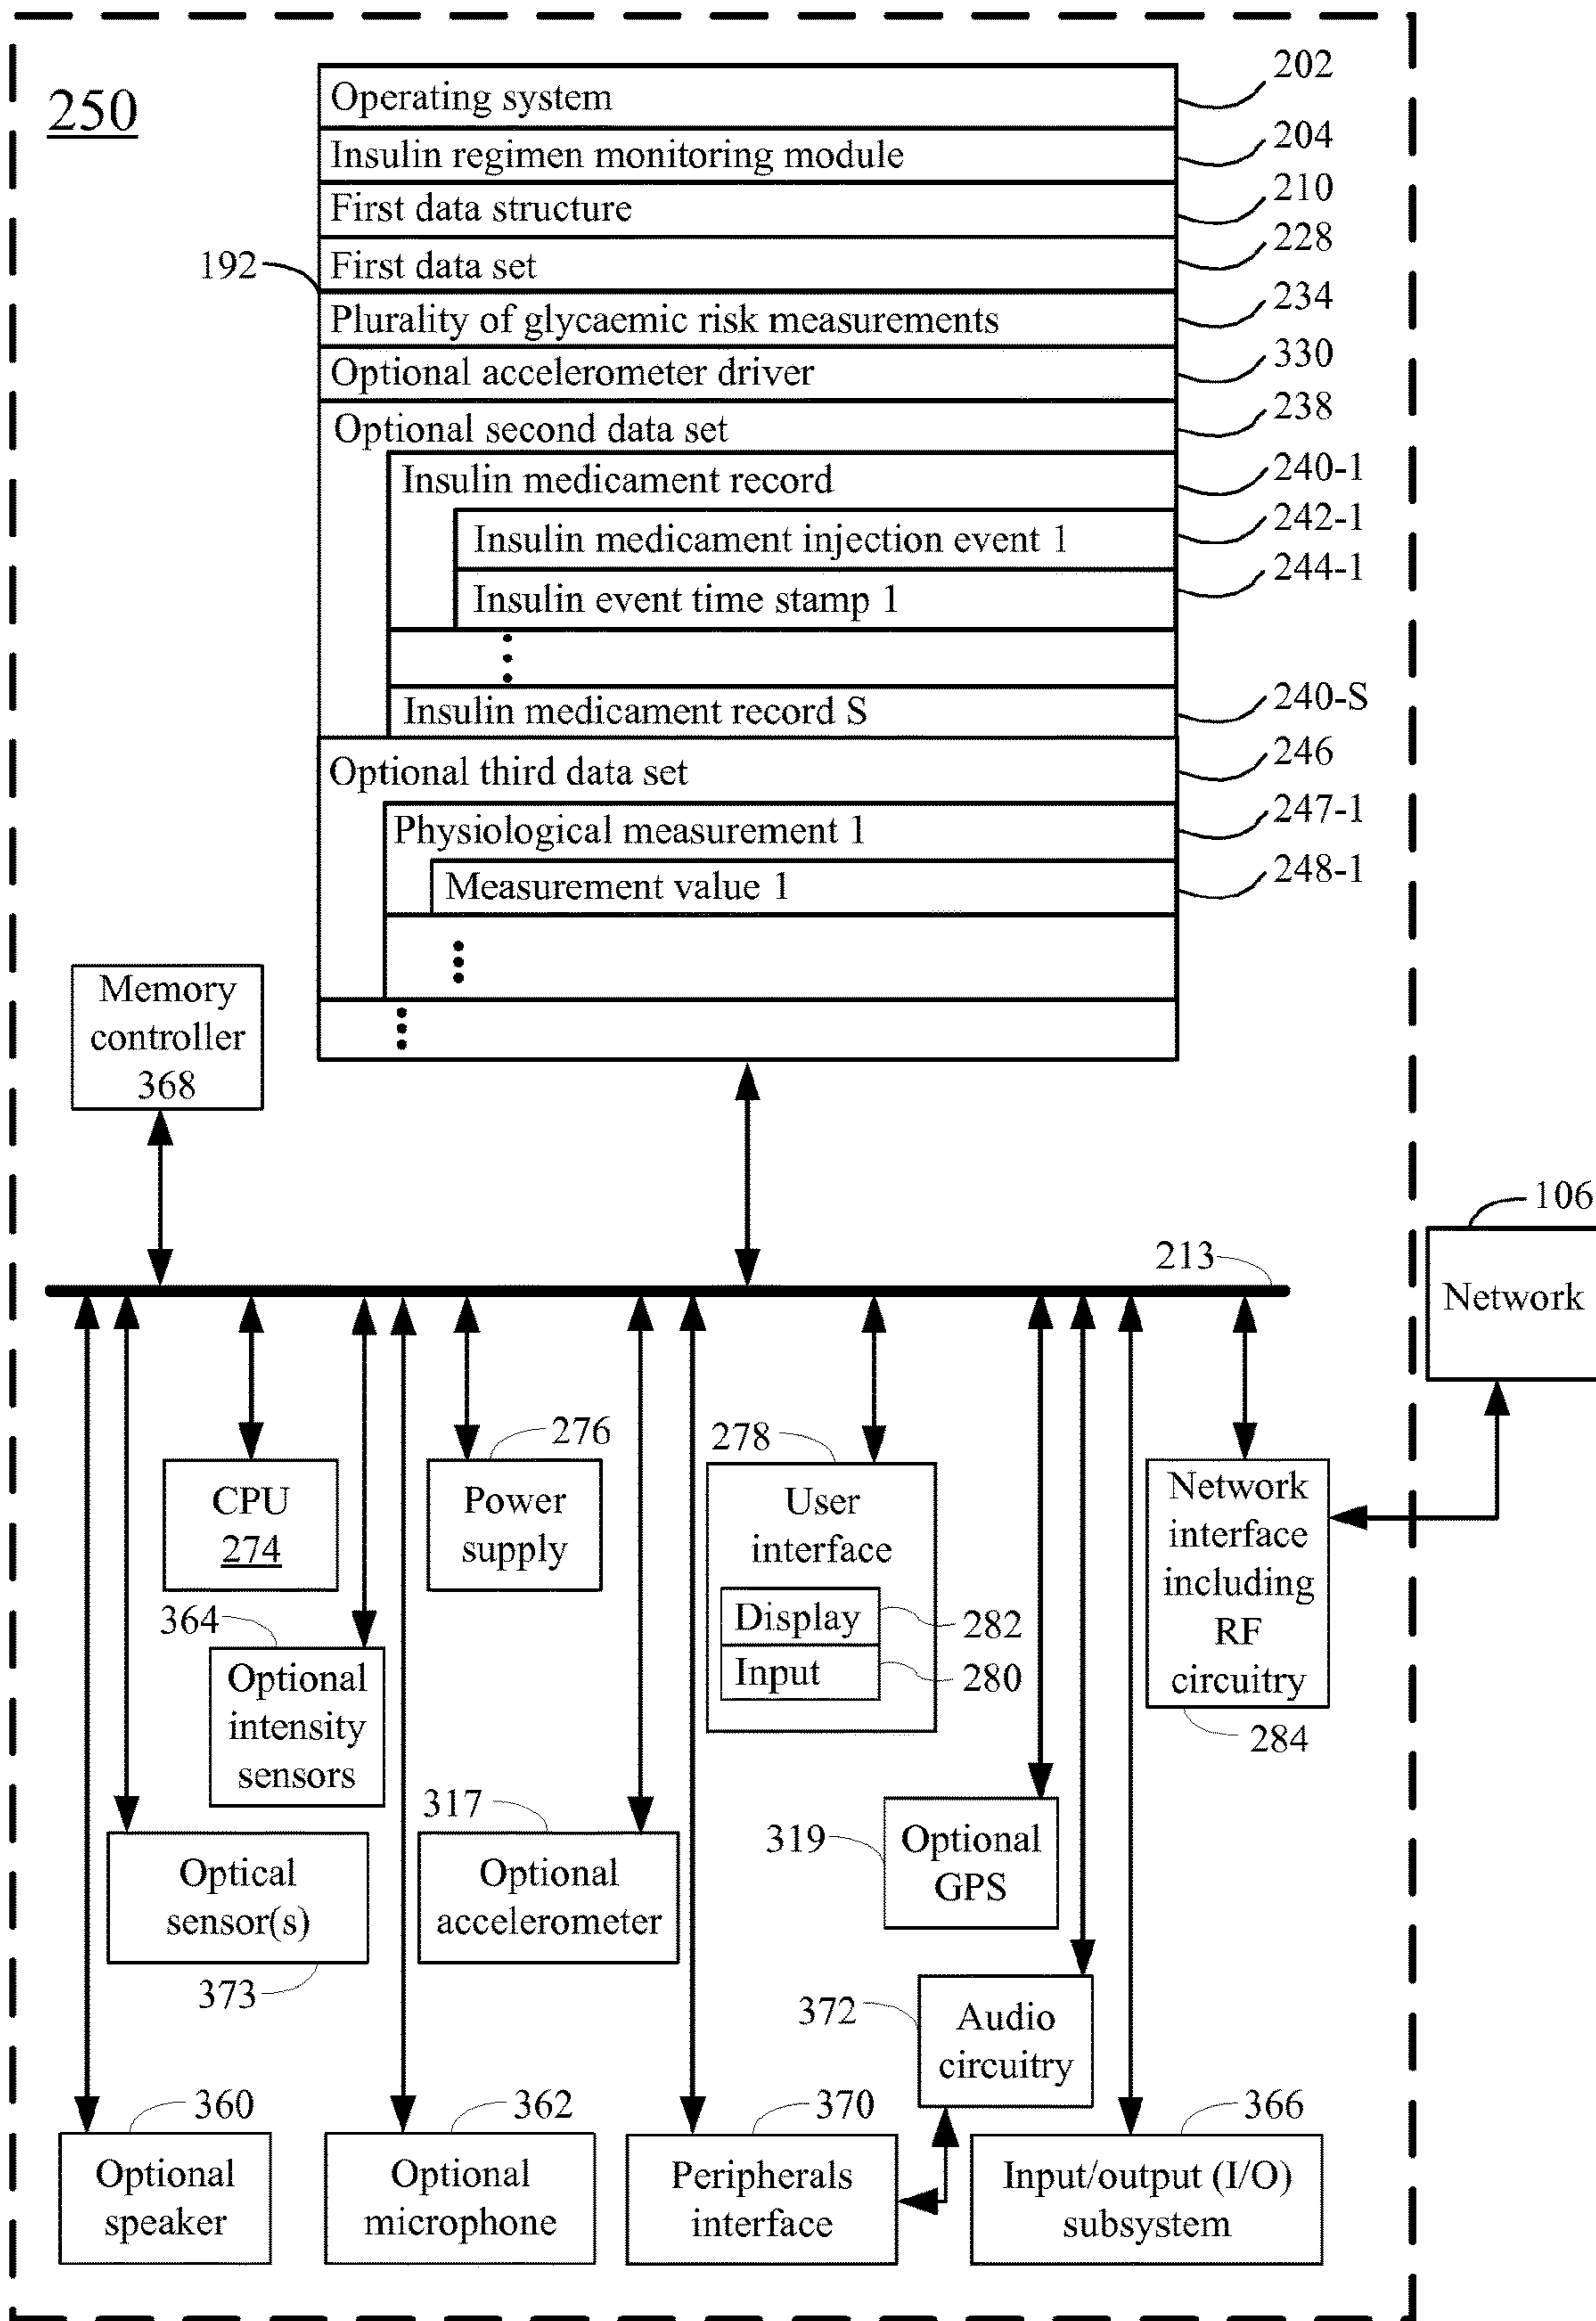 250
Operating system
202
Insulin regimen monitoring module
204
First data structure
210
First data set
228
192
Plurality of glycaemic risk measurements
234
Optional accelerometer driver
330
Optional second data set
238
Insulin medicament record
240-1
Insulin medicament injection event 1
242-1
Insulin event time stamp 1
244-1
Insulin medicament record S
240-S
Optional third data set
246
Physiological measurement 1
247-1
Measurement value 1
248-1
Memory
controller
368
106
Network
213
CPU
274
276
Power
supply
278
User
interface
Display
282
Input
280
Network
interface
including
RF
circuitry
284
364
Optional
intensity
sensors
Optical
sensor(s)
373
317
Optional
accelerometer
319
Optional
GPS
372
Audio
circuitry
360
Optional
speaker
362
Optional
microphone
370
Peripherals
interface
366
Input/output (I/O)
subsystem